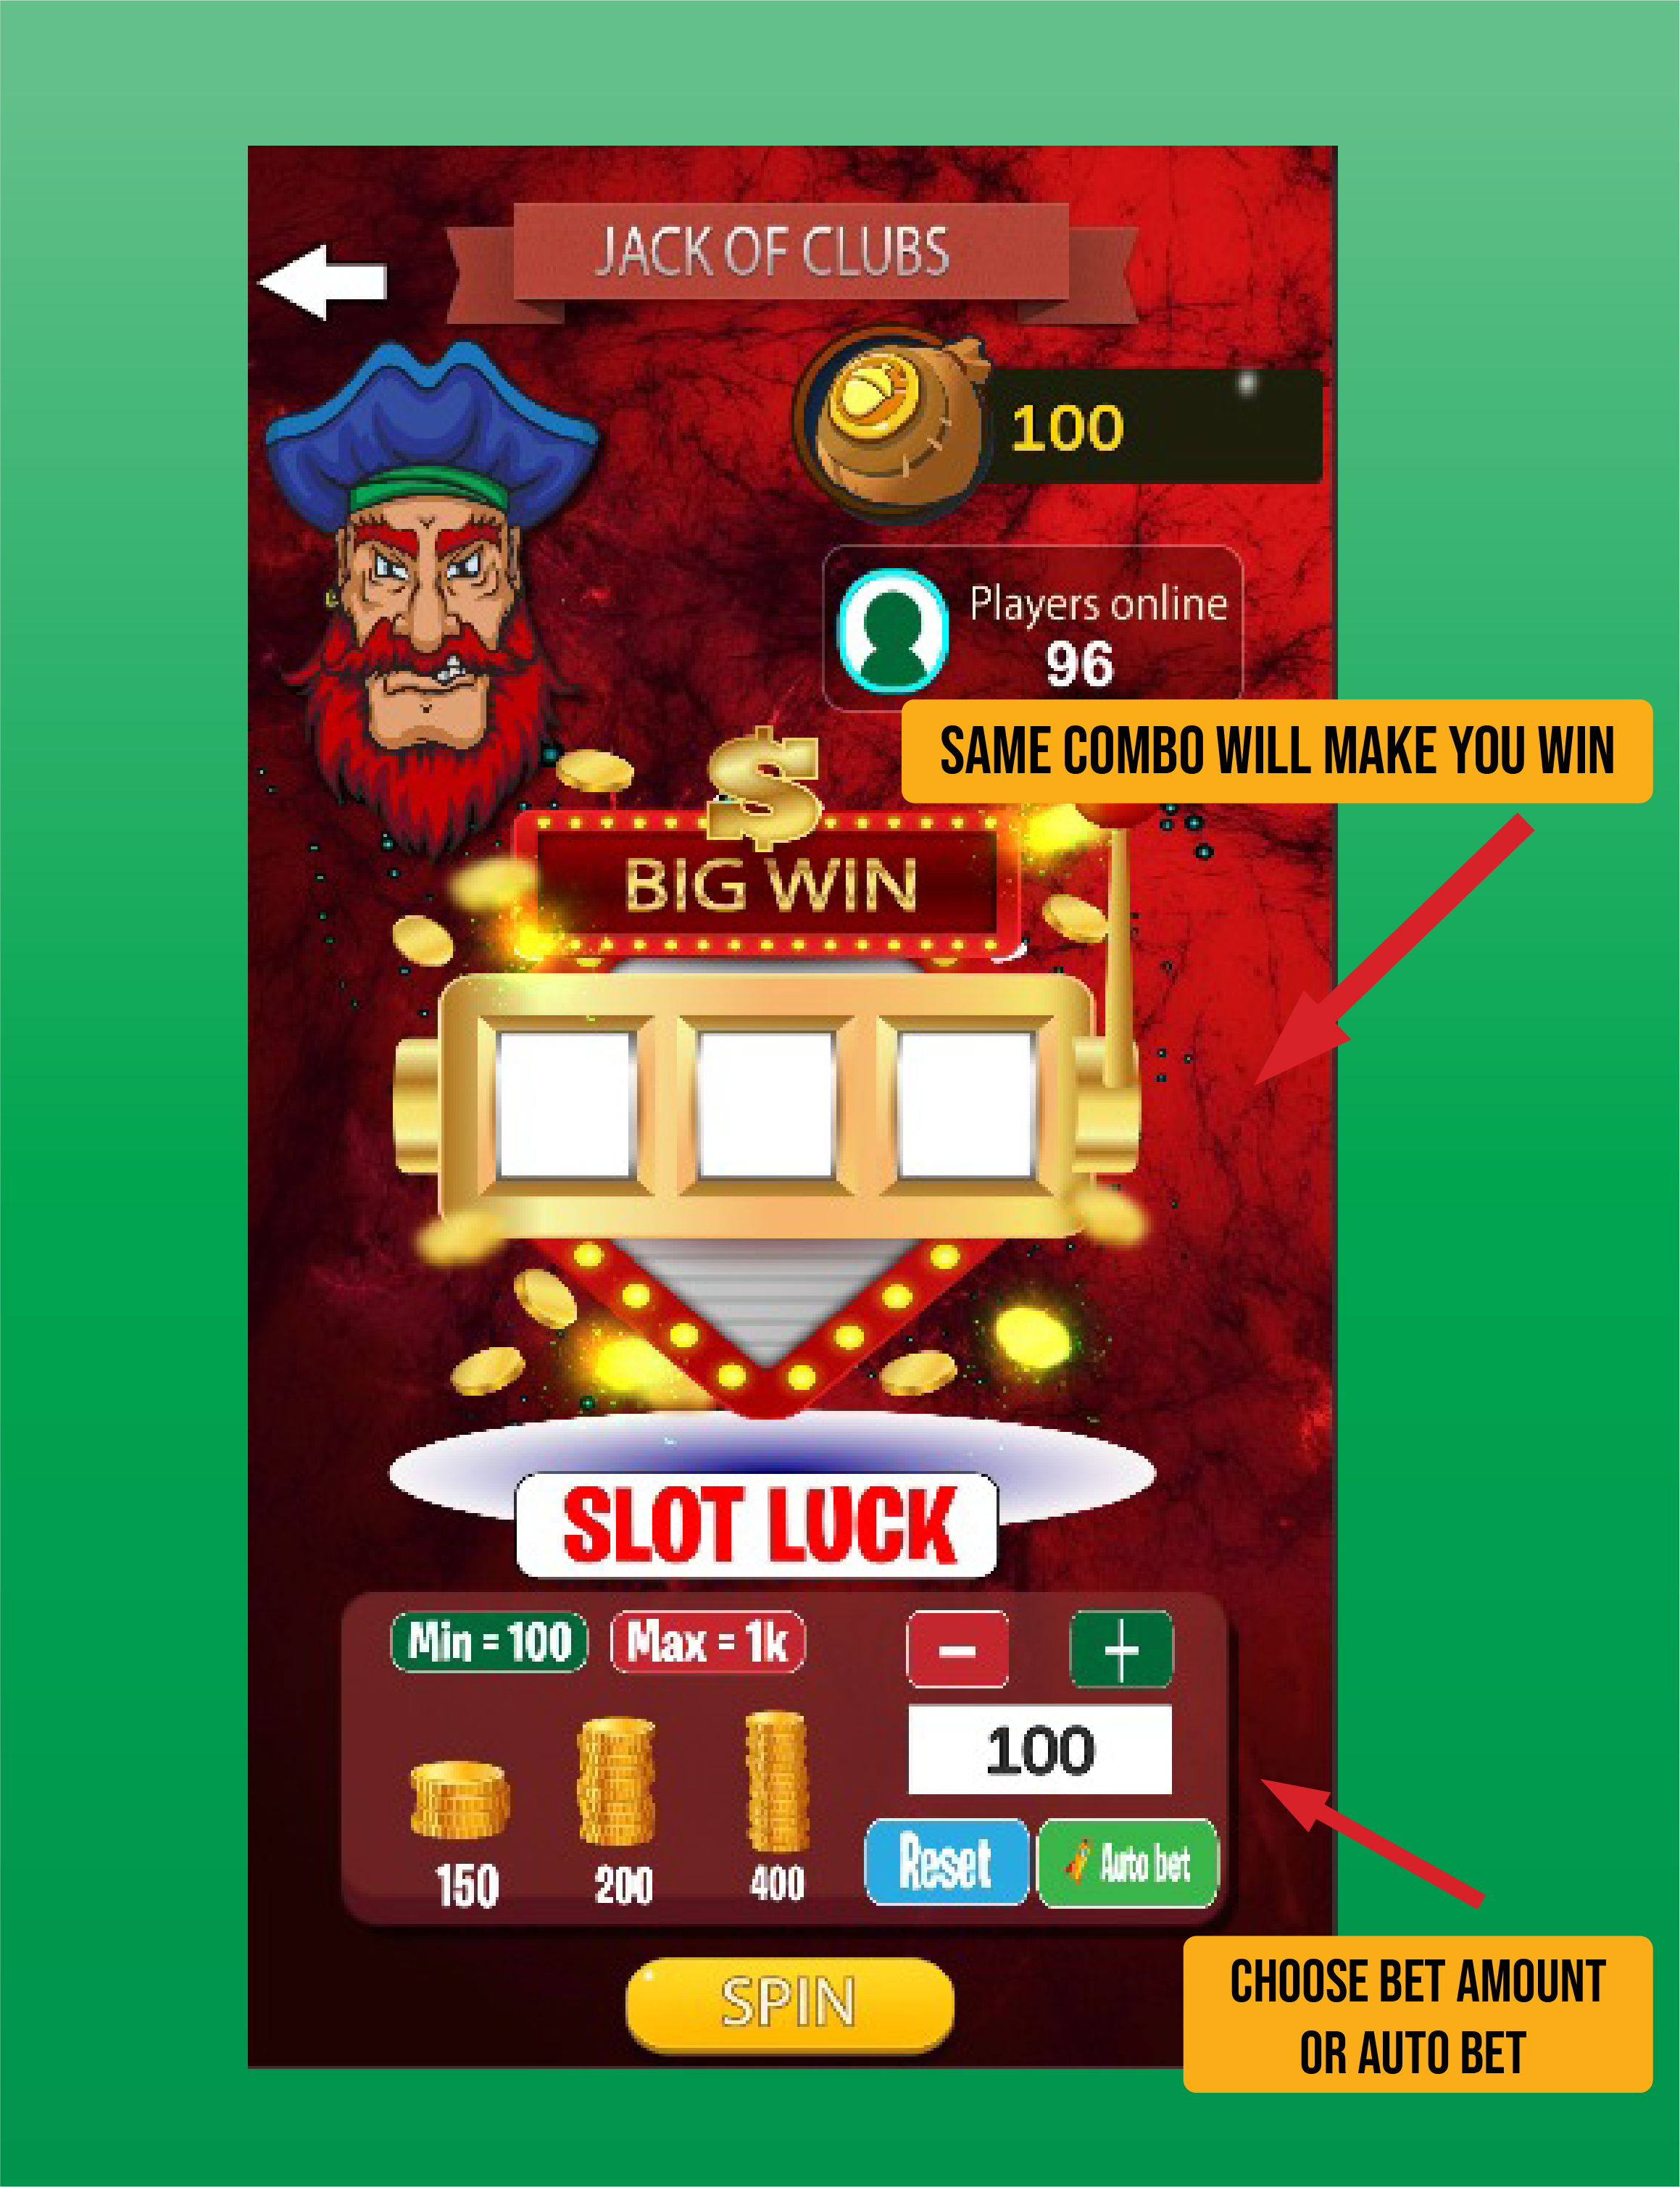 JACK OF CLUBS
100
Players online
96
SAME COMBO WILL MAKE YOU WIN
$
BIG WIN
SLOT LUCK
Min = 100
Max = 1k
-
+
100
150
200
400
Reset
Auto bet
SPIN
CHOOSE BET AMOUNT
OR AUTO BET